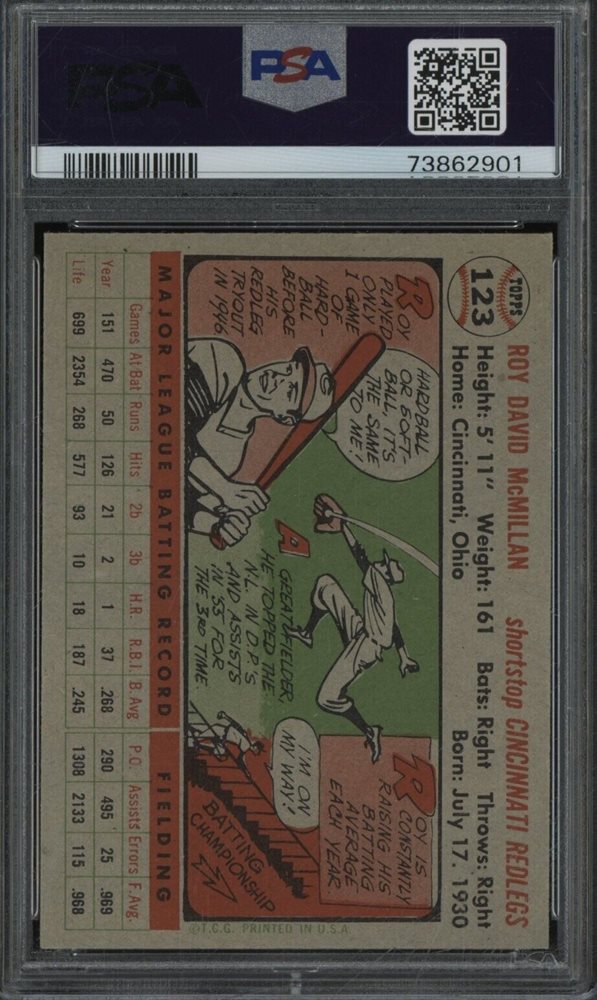 PSA
PSA
73862901
TOPPS
123
ROY DAVID McMILLAN shortstop CINCINNATI REDLEGS
Height: 5' 11" Weight: 161 Bats: Right Throws: Right
Home: Cincinnati, Ohio Born: July 17, 1930
ROY
PLAYED
ONLY
I GAME
OF
HARD-
BALL
BEFORE
HIS
REDLEG
TRYOUT
IN 1946
HARDBALL
OR SOFT-
BALL, IT'S
THE SAME
TO ME!
A GREAT FIELDER,
HE TOPPED THE
N.L. IN D.P.'S
AND ASSISTS
IN '55 FOR
THE 3RD TIME.
ROY IS
CONSTANTLY
RAISING HIS
BATTING
AVERAGE
EACH YEAR
I'M ON
MY WAY!
BATTING
CHAMPIONSHIP
©T.C.G. PRINTED IN U.S.A.
MAJOR LEAGUE BATTING RECORD FIELDING
Games At Bat Runs Hits 2b 3b H.R. R.B.I. B. Avg P.O. Assists Errors F. Avg.
Year 151 470 50 126 21 2 1 37 .268 290 495 25 .969
Life 699 2354 268 577 93 10 18 187 .245 1308 2133 115 .968
PSA